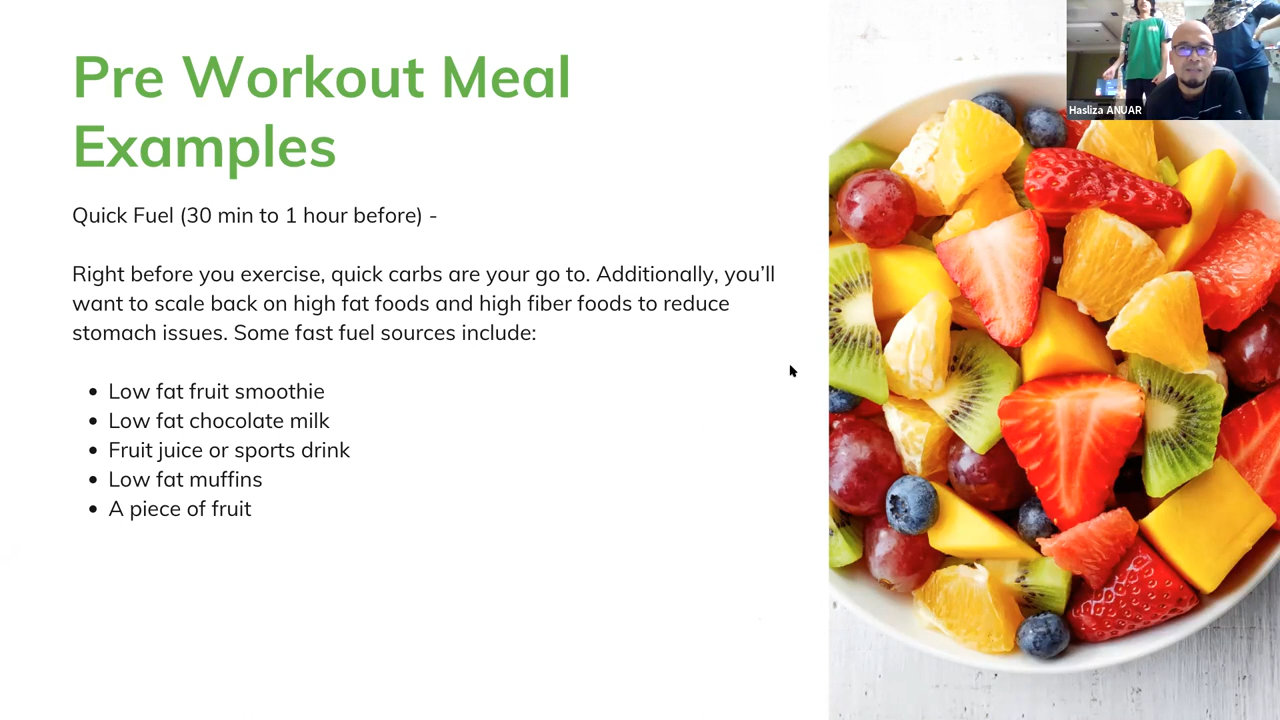 Pre Workout Meal
Examples
Quick Fuel (30 min to 1 hour before) -
Right before you exercise, quick carbs are your go to. Additionally, you’ll
want to scale back on high fat foods and high fiber foods to reduce
stomach issues. Some fast fuel sources include:
• Low fat fruit smoothie
• Low fat chocolate milk
• Fruit juice or sports drink
• Low fat muffins
• A piece of fruit
Hasliza ANUAR